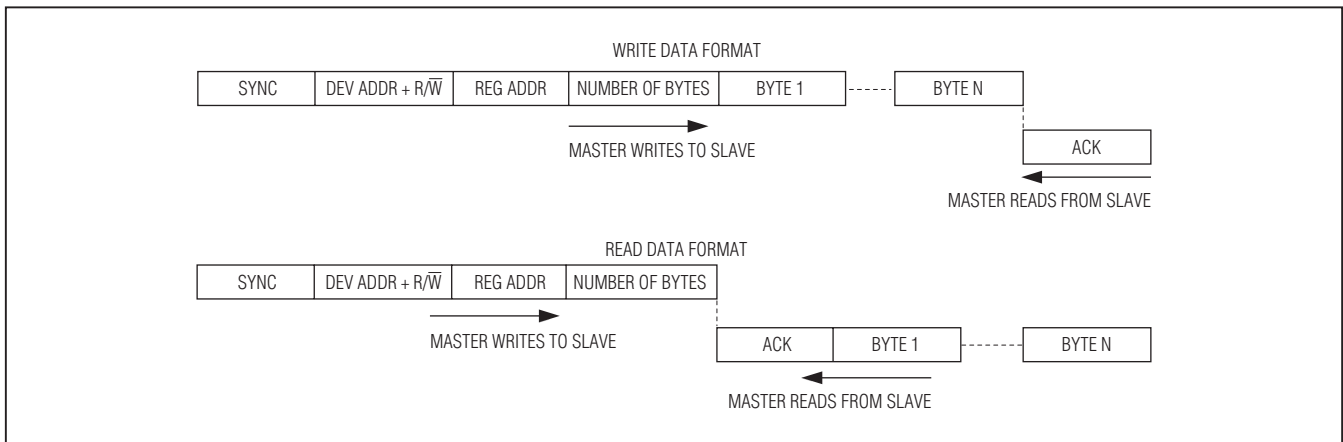 WRITE DATA FORMAT
SYNC DEV ADDR + R/W̅ REG ADDR NUMBER OF BYTES BYTE 1 BYTE N
MASTER WRITES TO SLAVE
ACK
MASTER READS FROM SLAVE
READ DATA FORMAT
SYNC DEV ADDR + R/W̅ REG ADDR NUMBER OF BYTES
MASTER WRITES TO SLAVE
ACK BYTE 1 BYTE N
MASTER READS FROM SLAVE